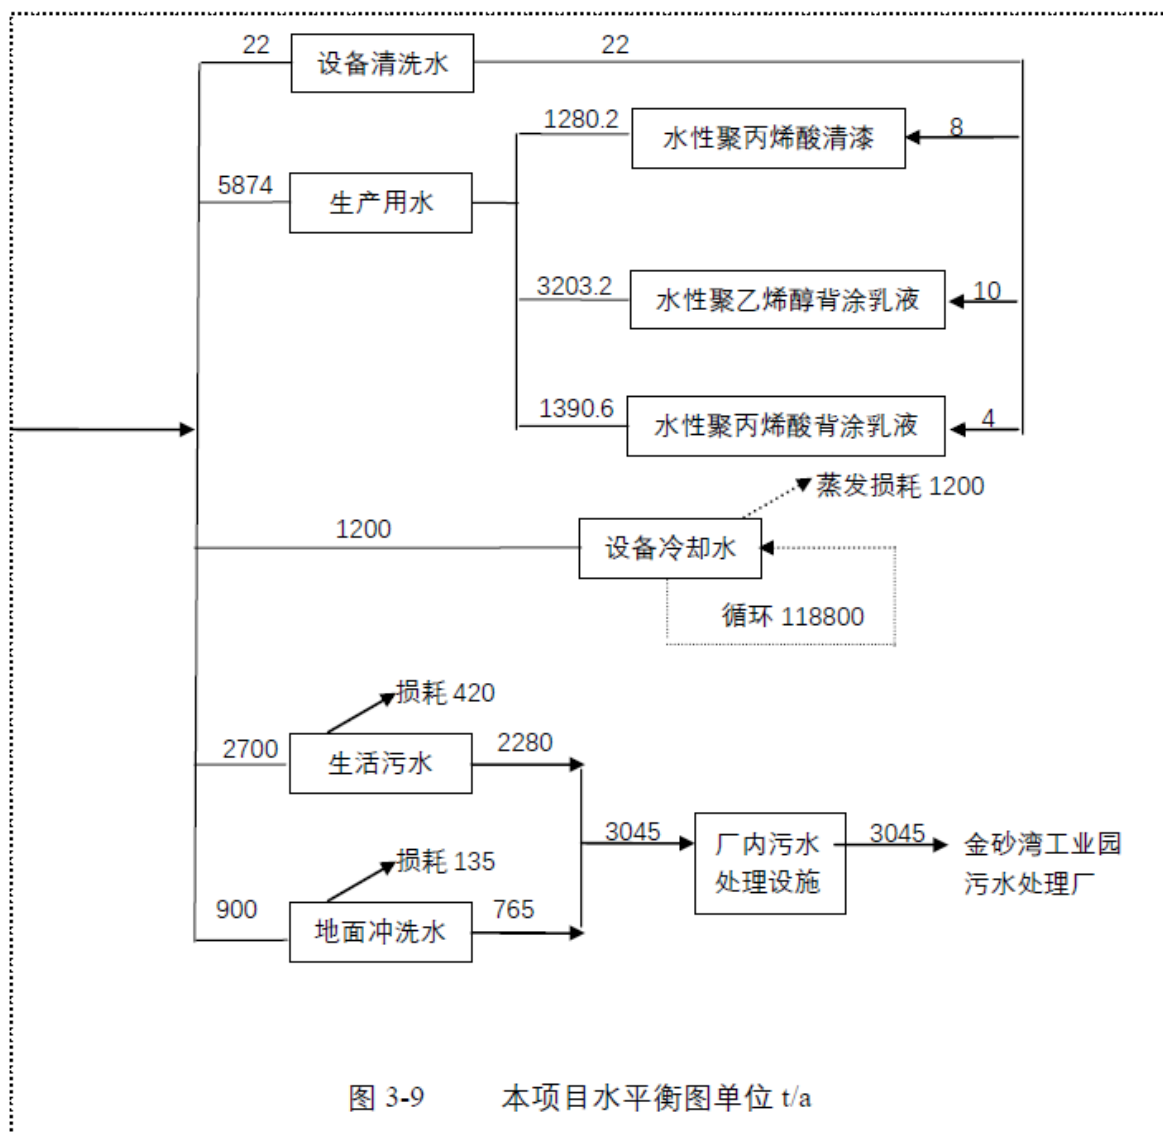 22
设备清洗水
22
1280.2
水性聚丙烯酸清漆
8
5874
生产用水
3203.2
水性聚乙烯醇背涂乳液
10
1390.6
水性聚丙烯酸背涂乳液
4
蒸发损耗 1200
1200
设备冷却水
循环 118800
损耗 420
2700
生活污水
2280
3045
厂内污水
处理设施
3045
金砂湾工业园
污水处理厂
损耗 135
900
地面冲洗水
765
图 3-9 本项目水平衡图单位 t/a